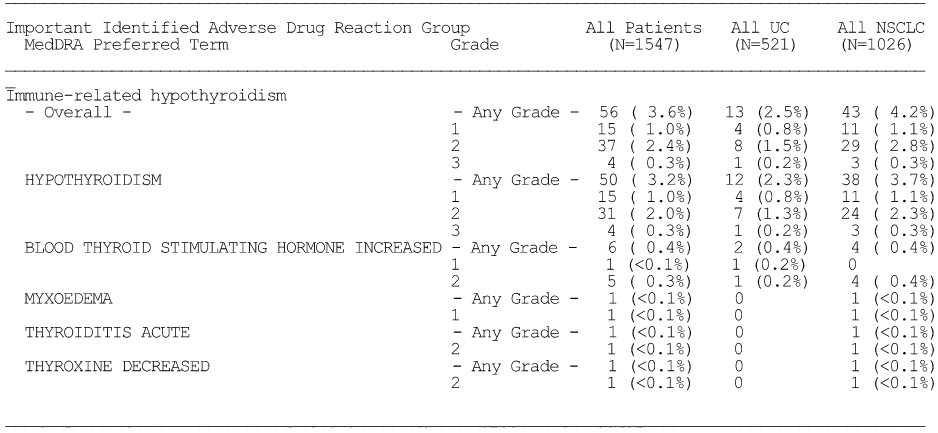 Important Identified Adverse Drug Reaction Group All Patients All UC All NSCLC
MedDRA Preferred Term Grade (N=1547) (N=521) (N=1026)
Immune-related hypothyroidism
- Overall - - Any Grade - 56 ( 3.6%) 13 (2.5%) 43 ( 4.2%)
1 15 ( 1.0%) 4 (0.8%) 11 ( 1.1%)
2 37 ( 2.4%) 8 (1.5%) 29 ( 2.8%)
3 4 ( 0.3%) 1 (0.2%) 3 ( 0.3%)
HYPOTHYROIDISM - Any Grade - 50 ( 3.2%) 12 (2.3%) 38 ( 3.7%)
1 15 ( 1.0%) 4 (0.8%) 11 ( 1.1%)
2 31 ( 2.0%) 7 (1.3%) 24 ( 2.3%)
3 4 ( 0.3%) 1 (0.2%) 3 ( 0.3%)
BLOOD THYROID STIMULATING HORMONE INCREASED - Any Grade - 6 ( 0.4%) 2 (0.4%) 4 ( 0.4%)
1 1 (<0.1%) 1 (0.2%) 0
2 5 ( 0.3%) 1 (0.2%) 4 ( 0.4%)
MYXOEDEMA - Any Grade - 1 (<0.1%) 0 1 (<0.1%)
1 1 (<0.1%) 0 1 (<0.1%)
THYROIDITIS ACUTE - Any Grade - 1 (<0.1%) 0 1 (<0.1%)
2 1 (<0.1%) 0 1 (<0.1%)
THYROXINE DECREASED - Any Grade - 1 (<0.1%) 0 1 (<0.1%)
2 1 (<0.1%) 0 1 (<0.1%)